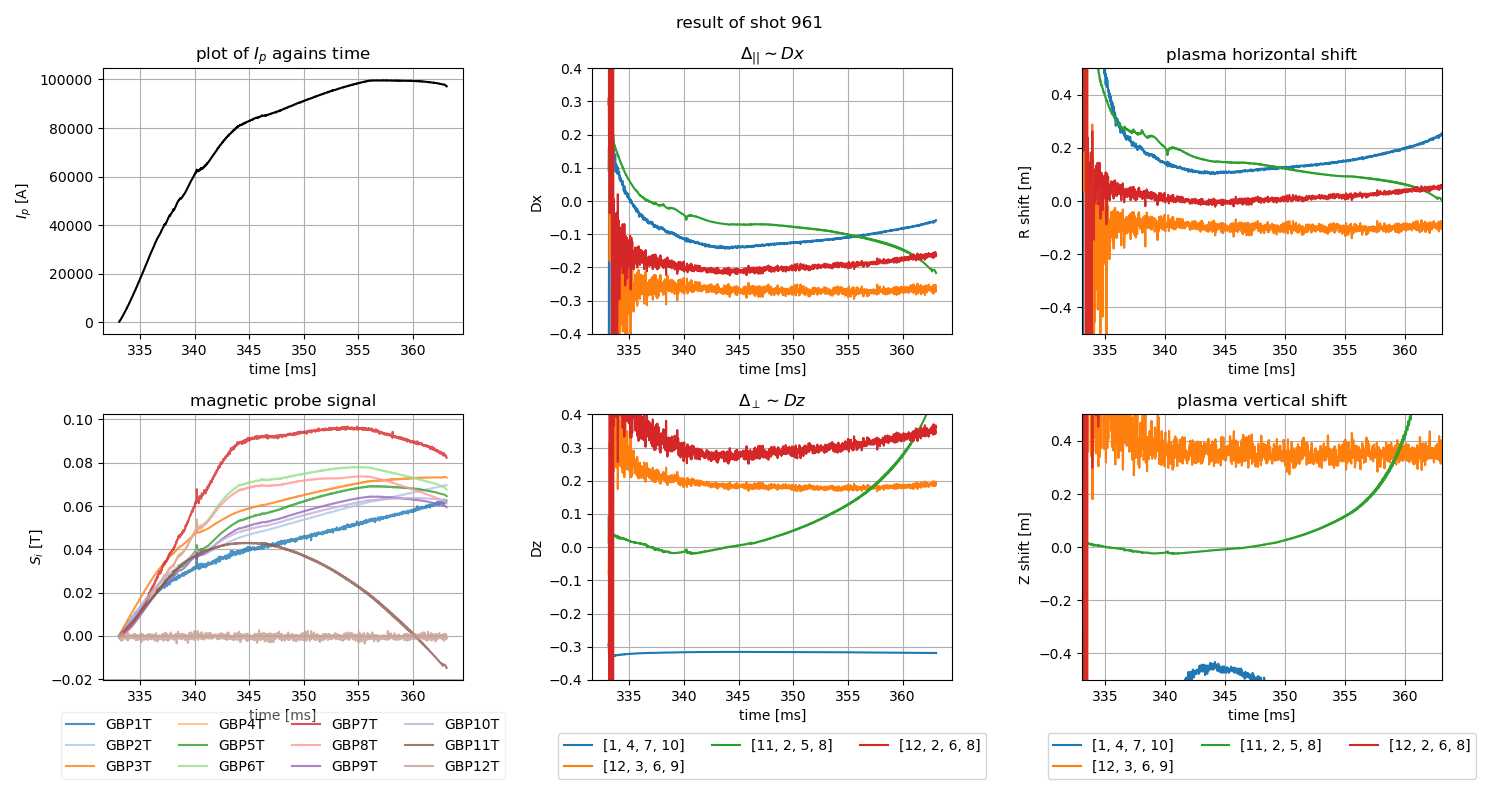 result of shot 961
plot of I_p agains time
100000
80000
60000
40000
20000
0
I_p [A]
335 340 345 350 355 360
time [ms]
Δ_|| ~ Dx
0.4
0.3
0.2
0.1
0.0
−0.1
−0.2
−0.3
−0.4
Dx
335 340 345 350 355 360
time [ms]
plasma horizontal shift
0.4
0.2
0.0
−0.2
−0.4
R shift [m]
335 340 345 350 355 360
time [ms]
magnetic probe signal
0.10
0.08
0.06
0.04
0.02
0.00
−0.02
S_i [T]
335 340 345 350 355 360
time [ms]
GBP1T GBP4T GBP7T GBP10T
GBP2T GBP5T GBP8T GBP11T
GBP3T GBP6T GBP9T GBP12T
Δ_⊥ ~ Dz
0.4
0.3
0.2
0.1
0.0
−0.1
−0.2
−0.3
−0.4
Dz
335 340 345 350 355 360
time [ms]
[1, 4, 7, 10] [11, 2, 5, 8] [12, 2, 6, 8]
[12, 3, 6, 9]
plasma vertical shift
0.4
0.2
0.0
−0.2
−0.4
Z shift [m]
335 340 345 350 355 360
time [ms]
[1, 4, 7, 10] [11, 2, 5, 8] [12, 2, 6, 8]
[12, 3, 6, 9]